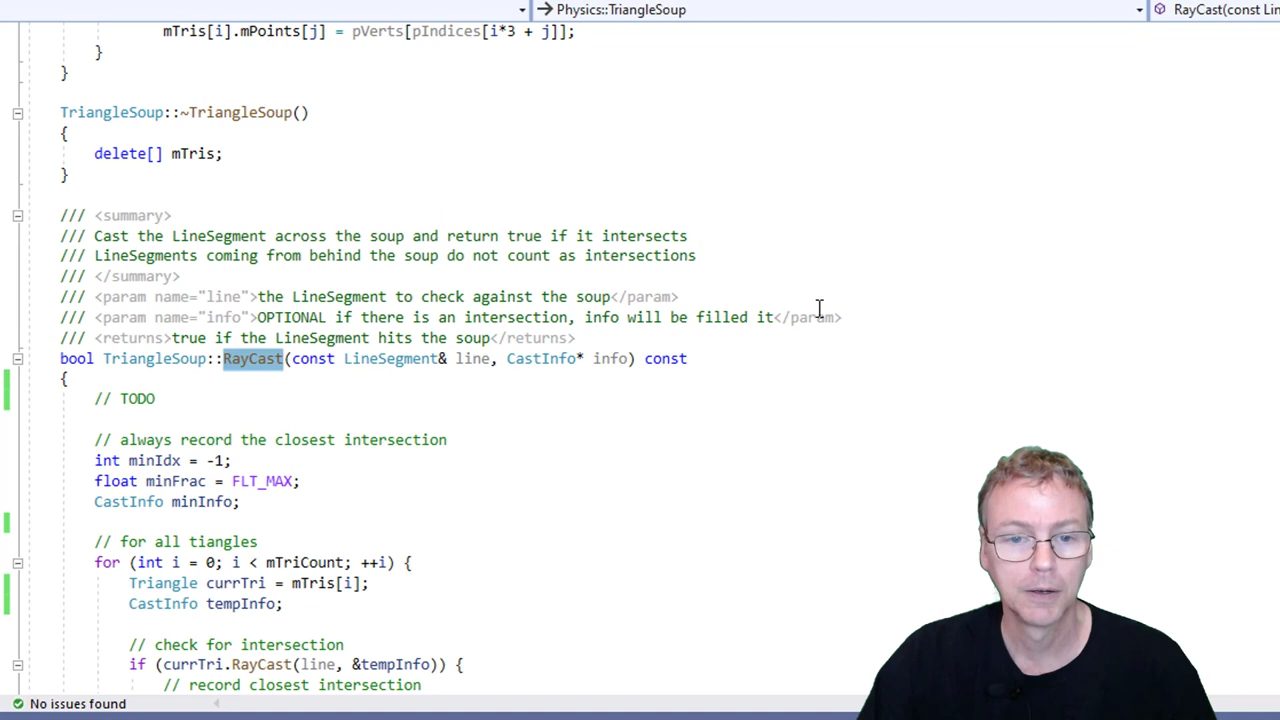 Physics::TriangleSoup
RayCast(const Lin
mTris[i].mPoints[j] = pVerts[pIndices[i*3 + j]];
}
}
TriangleSoup::~TriangleSoup()
{
delete[] mTris;
}
/// <summary>
/// Cast the LineSegment across the soup and return true if it intersects
/// LineSegments coming from behind the soup do not count as intersections
/// </summary>
/// <param name="line">the LineSegment to check against the soup</param>
/// <param name="info">OPTIONAL if there is an intersection, info will be filled it</param>
/// <returns>true if the LineSegment hits the soup</returns>
bool TriangleSoup::RayCast(const LineSegment& line, CastInfo* info) const
{
// TODO
// always record the closest intersection
int minIdx = -1;
float minFrac = FLT_MAX;
CastInfo minInfo;
// for all tiangles
for (int i = 0; i < mTriCount; ++i) {
Triangle currTri = mTris[i];
CastInfo tempInfo;
// check for intersection
if (currTri.RayCast(line, &tempInfo)) {
// record closest intersection
No issues found